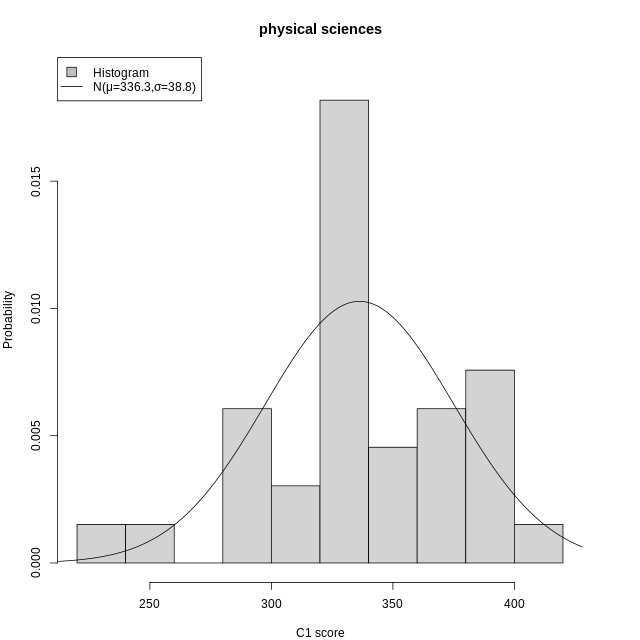 physical sciences
Histogram
N(μ=336.3,σ=38.8)
Probability
0.015
0.010
0.005
0.000
250 300 350 400
C1 score